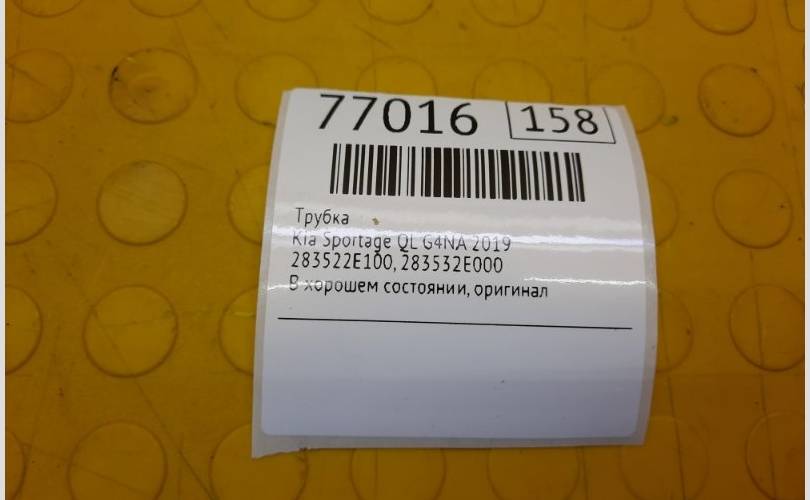 77016 158
Трубка
Kia Sportage QL G4NA 2019
283522E100, 283532E000
В хорошем состоянии, оригинал